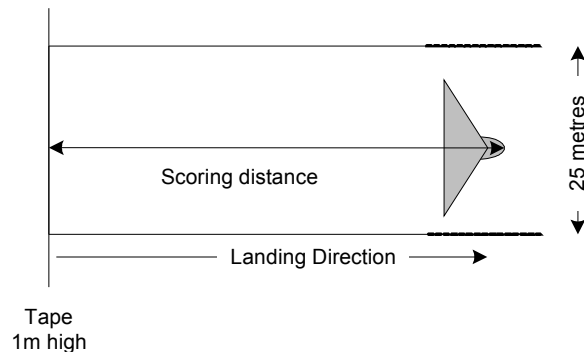 Scoring distance
25 metres
Landing Direction
Tape
1m high